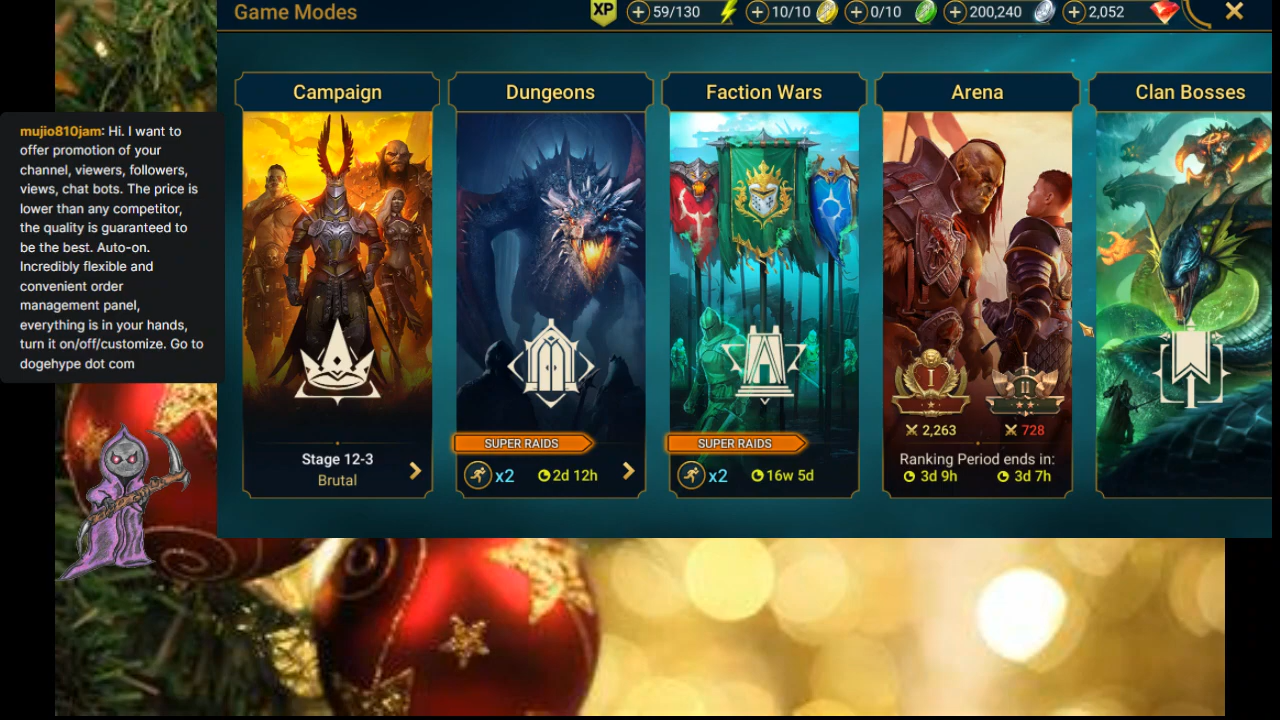 Game Modes
XP
59/130
10/10
0/10
200,240
2,052
mujio810jam: Hi. I want to
offer promotion of your
channel, viewers, followers,
views, chat bots. The price is
lower than any competitor,
the quality is guaranteed to
be the best. Auto-on.
Incredibly flexible and
convenient order
management panel,
everything is in your hands,
turn it on/off/customize. Go to
dogehype dot com
Campaign
Stage 12-3
Brutal
Dungeons
SUPER RAIDS
x2
2d 12h
Faction Wars
SUPER RAIDS
x2
16w 5d
Arena
I
II
2,263
728
Ranking Period ends in:
3d 9h
3d 7h
Clan Bosses